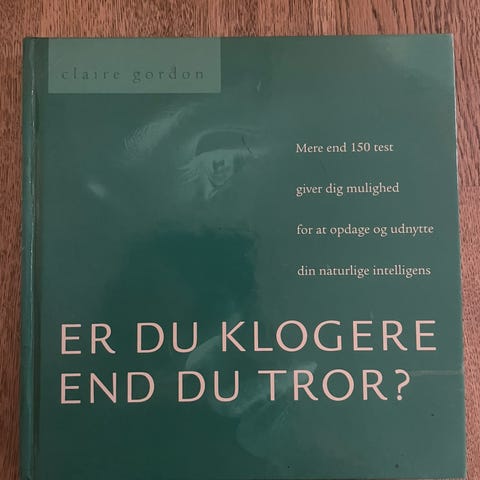 claire gordon
Mere end 150 test
giver dig mulighed
for at opdage og udnytte
din naturlige intelligens
ER DU KLOGERE
END DU TROR?